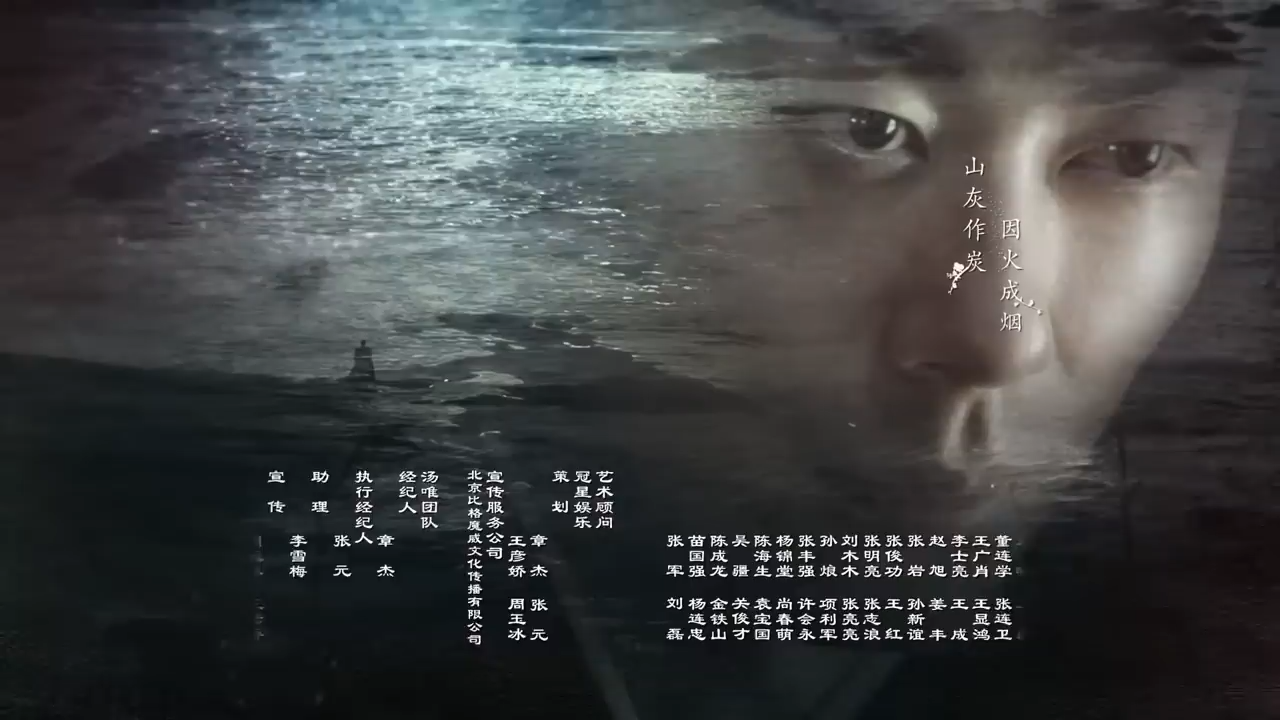 山灰作炭
因火成烟
董连学
王广肖
李士亮
赵旭
张岩
张俊功
张明亮
刘木木
孙烺
张丰强
杨锦堂
陈海生
吴疆
陈成龙
苗国强
张军
张连卫
王显鸿
王成
姜丰
孙新谊
王红
张志浪
张亮亮
项利军
许会永
尚春萌
袁宝国
关俊才
金铁山
杨连忠
刘磊
艺术顾问
冠星娱乐
策划
章杰
张元
王彦娇
周玉冰
宣传服务公司
北京比格魔威文化传播有限公司
汤唯团队
经纪人
章杰
执行经纪人
张元
助理
李雪梅
宣传